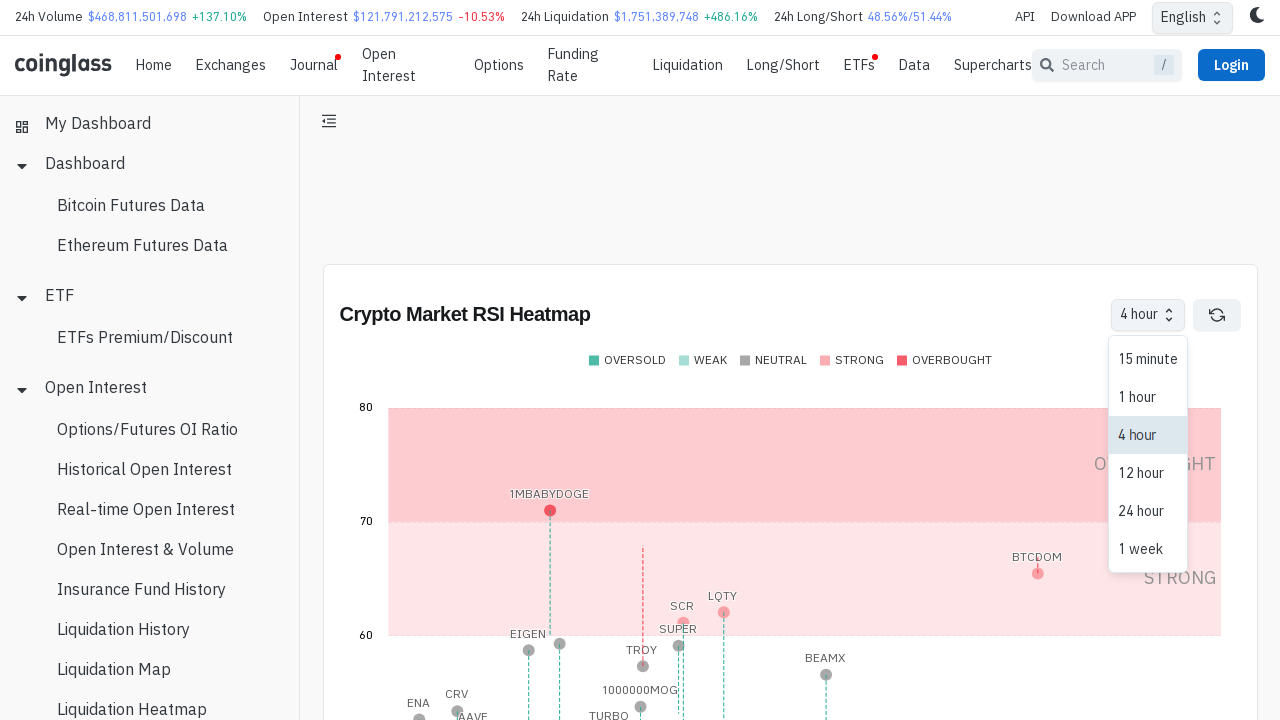 24h Volume $468,811,501,698 +137.10% Open Interest $121,791,212,575 -10.53% 24h Liquidation $1,751,389,748 +486.16% 24h Long/Short 48.56%/51.44% API Download APP English
coinglass Home Exchanges Journal Open Interest Options Funding Rate Liquidation Long/Short ETFs Data Supercharts Search / Login
My Dashboard
Dashboard
Bitcoin Futures Data
Ethereum Futures Data
ETF
ETFs Premium/Discount
Open Interest
Options/Futures OI Ratio
Historical Open Interest
Real-time Open Interest
Open Interest & Volume
Insurance Fund History
Liquidation History
Liquidation Map
Liquidation Heatmap
Crypto Market RSI Heatmap
4 hour
15 minute
1 hour
4 hour
12 hour
24 hour
1 week
OVERSOLD WEAK NEUTRAL STRONG OVERBOUGHT
80
70
60
STRONG
1MBABYDOGE
BTCDOM
LQTY
SCR
SUPER
EIGEN
TROY
BEAMX
1000000MOG
CRV
ENA
AAVE
TURBO